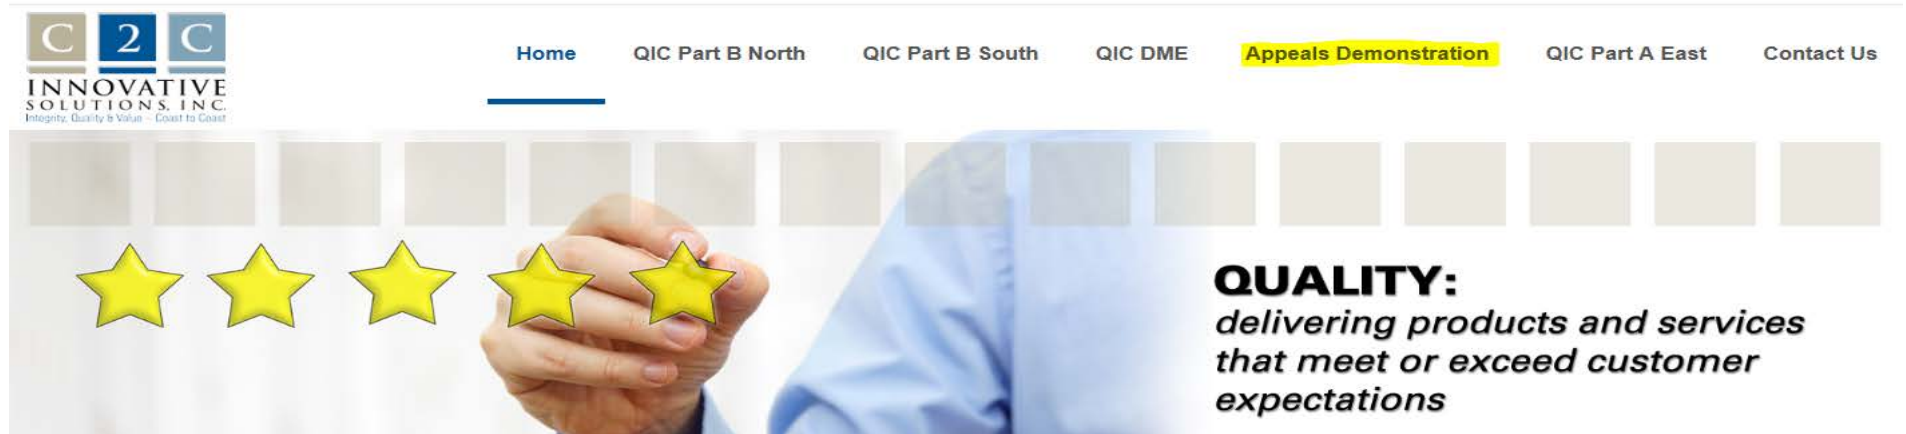 C 2 C
INNOVATIVE
SOLUTIONS, INC.
Integrity, Quality & Value - Coast to Coast
Home QIC Part B North QIC Part B South QIC DME Appeals Demonstration QIC Part A East Contact Us
QUALITY:
delivering products and services
that meet or exceed customer
expectations